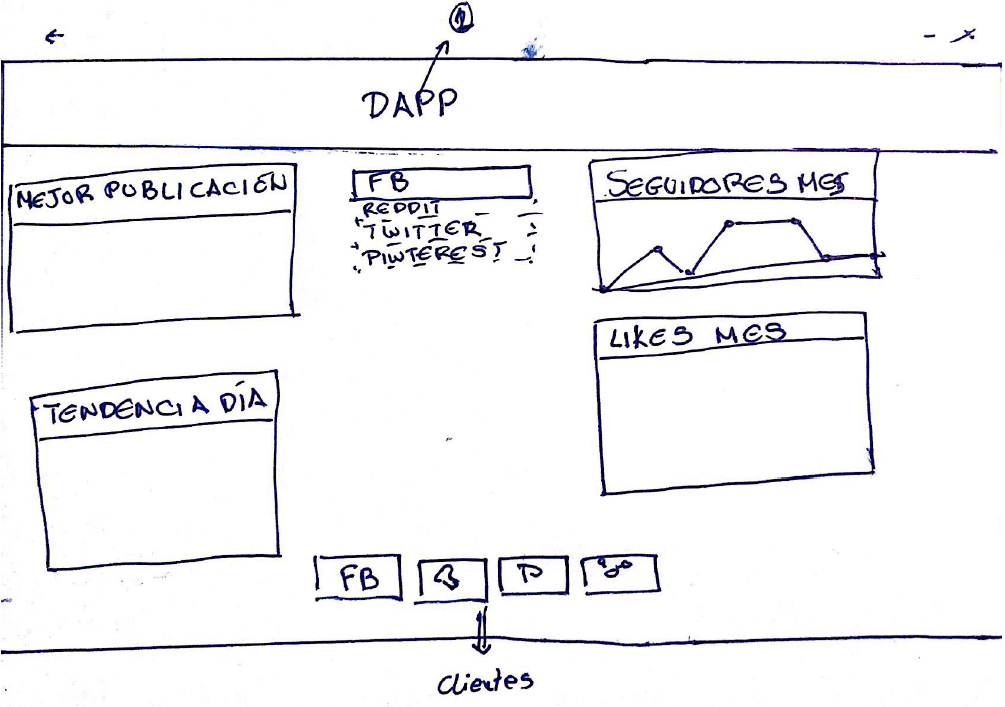 1
DAPP
MEJOR PUBLICACIÓN
FB
REDDIT
TWITTER
PINTEREST
SEGUIDORES MES
LIKES MES
TENDENCIA DÍA
FB
P
Clientes